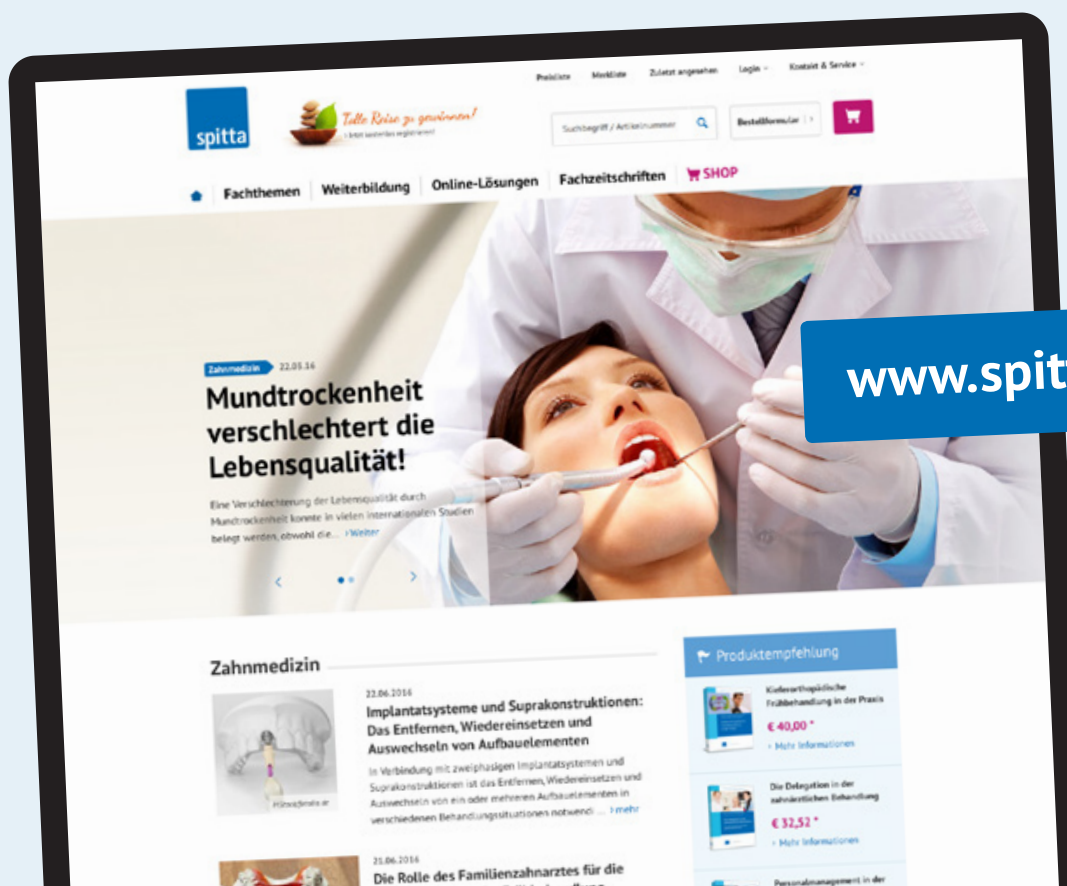 Preisliste Merkliste Zuletzt angesehen Login Kontakt & Service
spitta
Tolle Reise zu gewinnen!
› Jetzt kostenlos registrieren!
Suchbegriff / Artikelnummer
Bestellformular
Fachthemen Weiterbildung Online-Lösungen Fachzeitschriften SHOP
Zahnmedizin 22.03.16
Mundtrockenheit
verschlechtert die
Lebensqualität!
Eine Verschlechterung der Lebensqualität durch
Mundtrockenheit konnte in vielen internationalen Studien
belegt werden, obwohl die... › Weiter
www.spit
Zahnmedizin
22.06.2016
Implantatsysteme und Suprakonstruktionen:
Das Entfernen, Wiedereinsetzen und
Auswechseln von Aufbauelementen
In Verbindung mit zweiphasigen Implantatsystemen und
Suprakonstruktionen ist das Entfernen, Wiedereinsetzen und
Auswechseln von ein oder mehreren Aufbauelementen in
verschiedenen Behandlungssituationen notwendi ... › mehr
21.06.2016
Die Rolle des Familienzahnarztes für die
Produktempfehlung
Kieferorthopädische
Frühbehandlung in der Praxis
€ 40,00 *
› Mehr Informationen
Die Delegation in der
zahnärztlichen Behandlung
€ 32,52 *
› Mehr Informationen
Personalmanagement in der